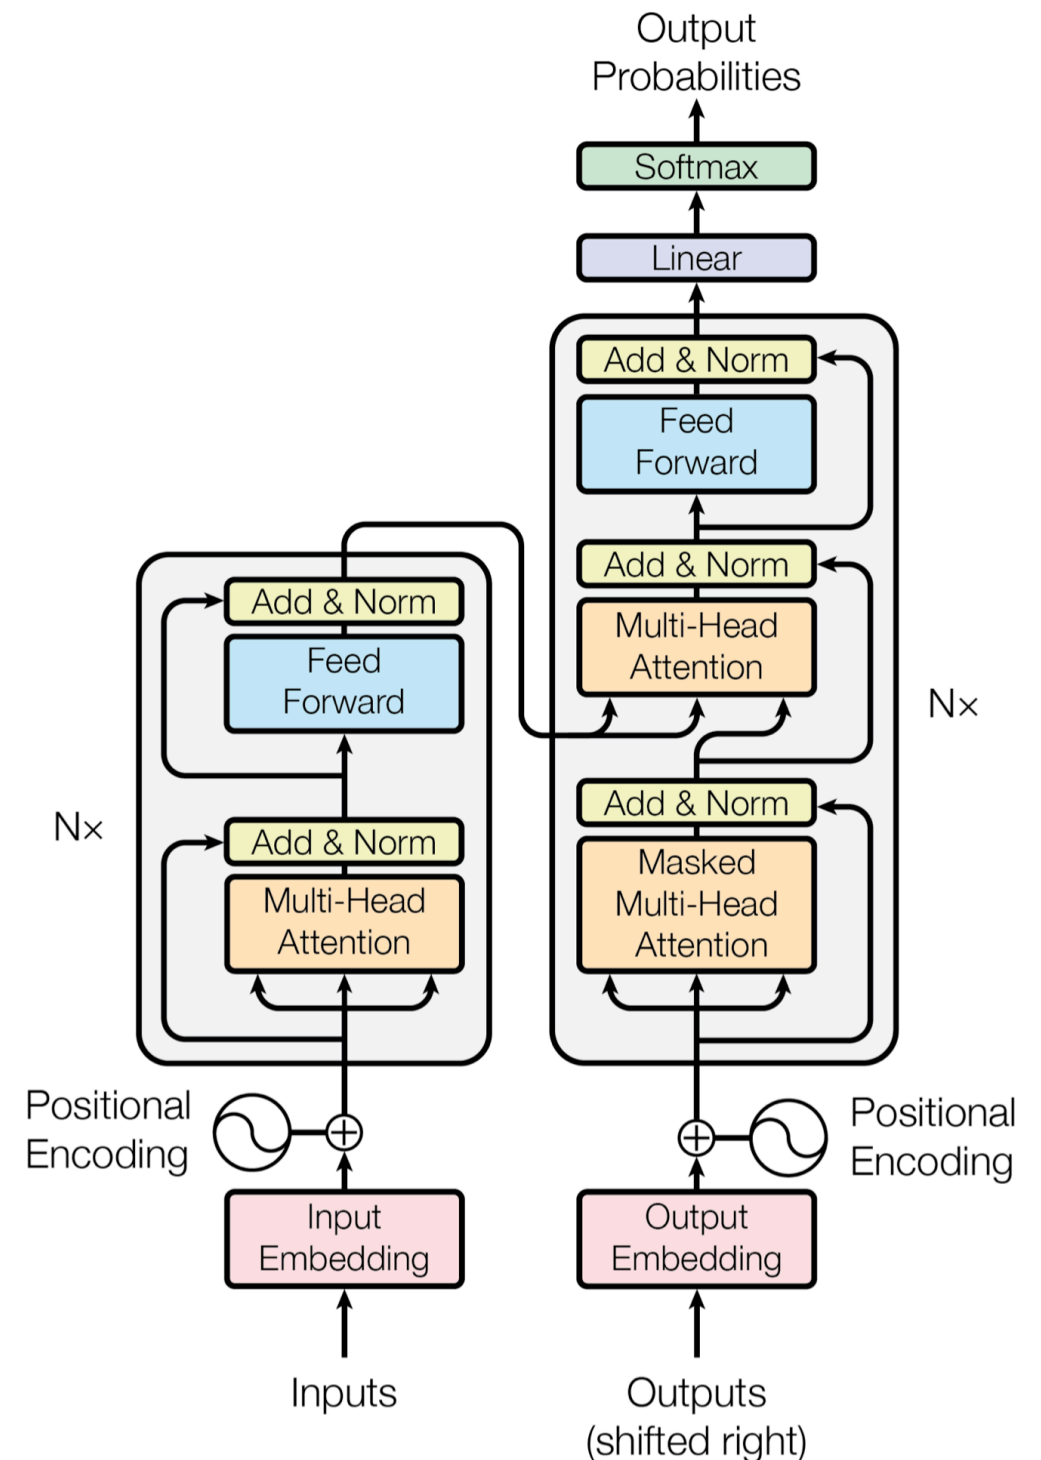 Output
Probabilities
Softmax
Linear
Add & Norm
Feed
Forward
Add & Norm
Multi-Head
Attention
Add & Norm
Masked
Multi-Head
Attention
N×
Add & Norm
Feed
Forward
Add & Norm
Multi-Head
Attention
N×
Positional
Encoding
Positional
Encoding
Input
Embedding
Output
Embedding
Inputs
Outputs
(shifted right)